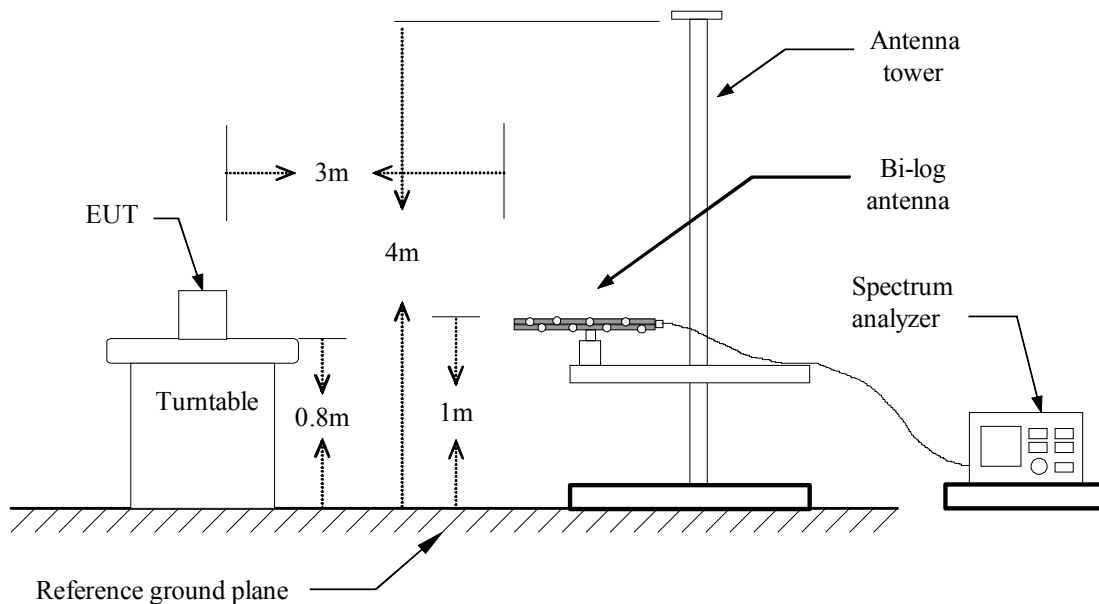 Antenna
tower
3m
Bi-log
antenna
EUT
4m
Spectrum
analyzer
Turntable
0.8m
1m
Reference ground plane